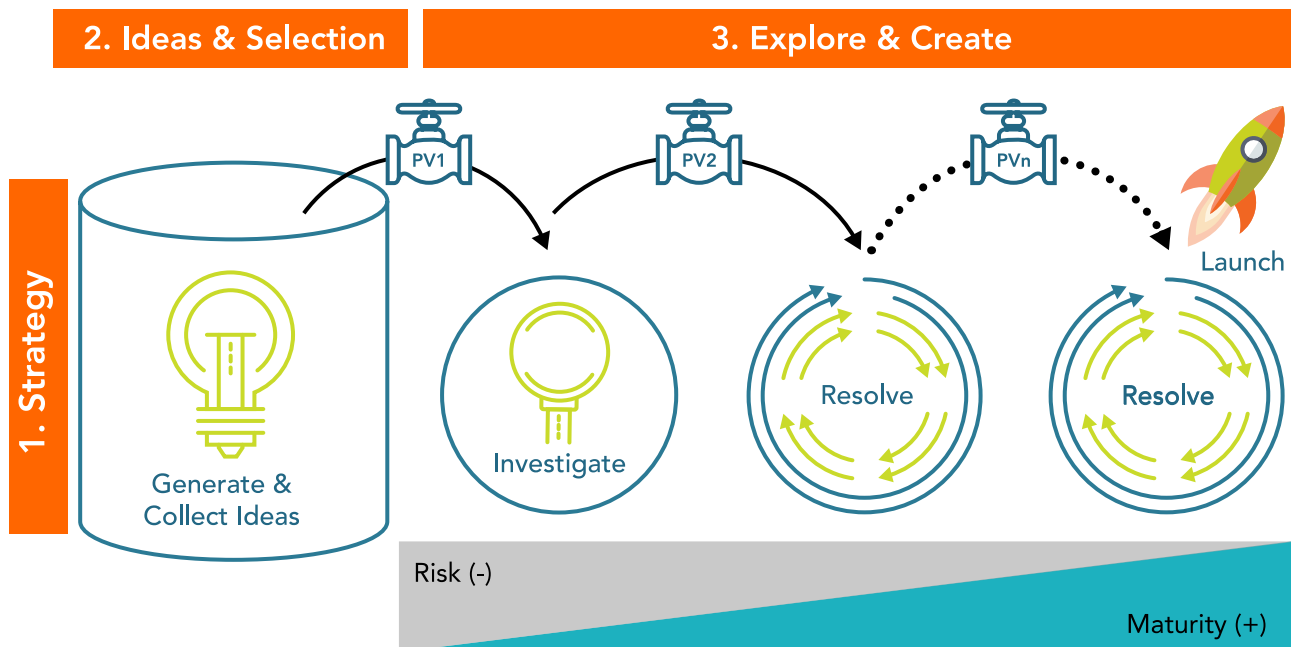 2. Ideas & Selection
3. Explore & Create
PV1
PV2
PVn
Launch
1. Strategy
Generate &
Collect Ideas
Investigate
Resolve
Resolve
Risk (-)
Maturity (+)